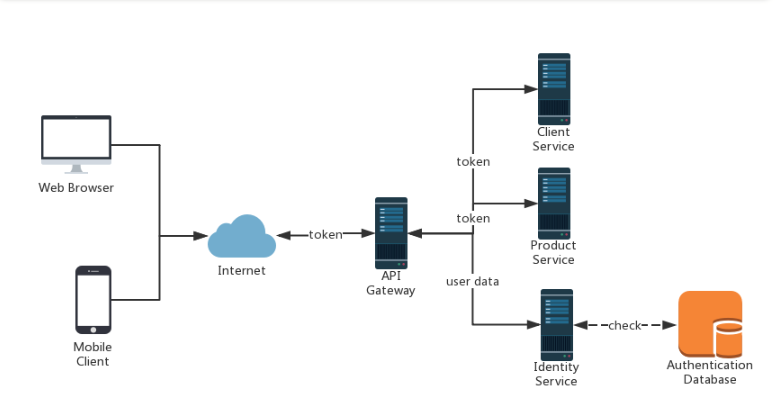 Client
Service
token
Web Browser
token
token
Product
Service
Internet
API
Gateway
user data
check
Mobile
Client
Identity
Service
Authentication
Database